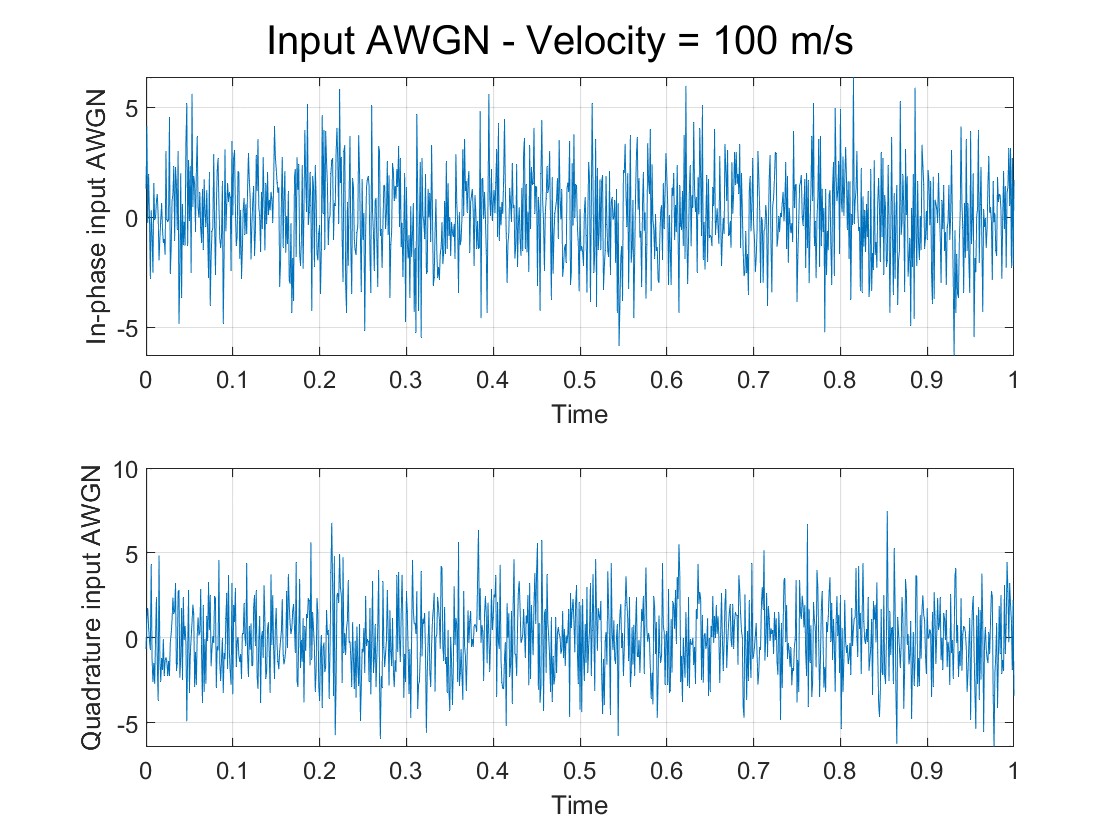 Input AWGN - Velocity = 100 m/s
In-phase input AWGN
5
0
-5
0 0.1 0.2 0.3 0.4 0.5 0.6 0.7 0.8 0.9 1
Time
Quadrature input AWGN
10
5
0
-5
0 0.1 0.2 0.3 0.4 0.5 0.6 0.7 0.8 0.9 1
Time